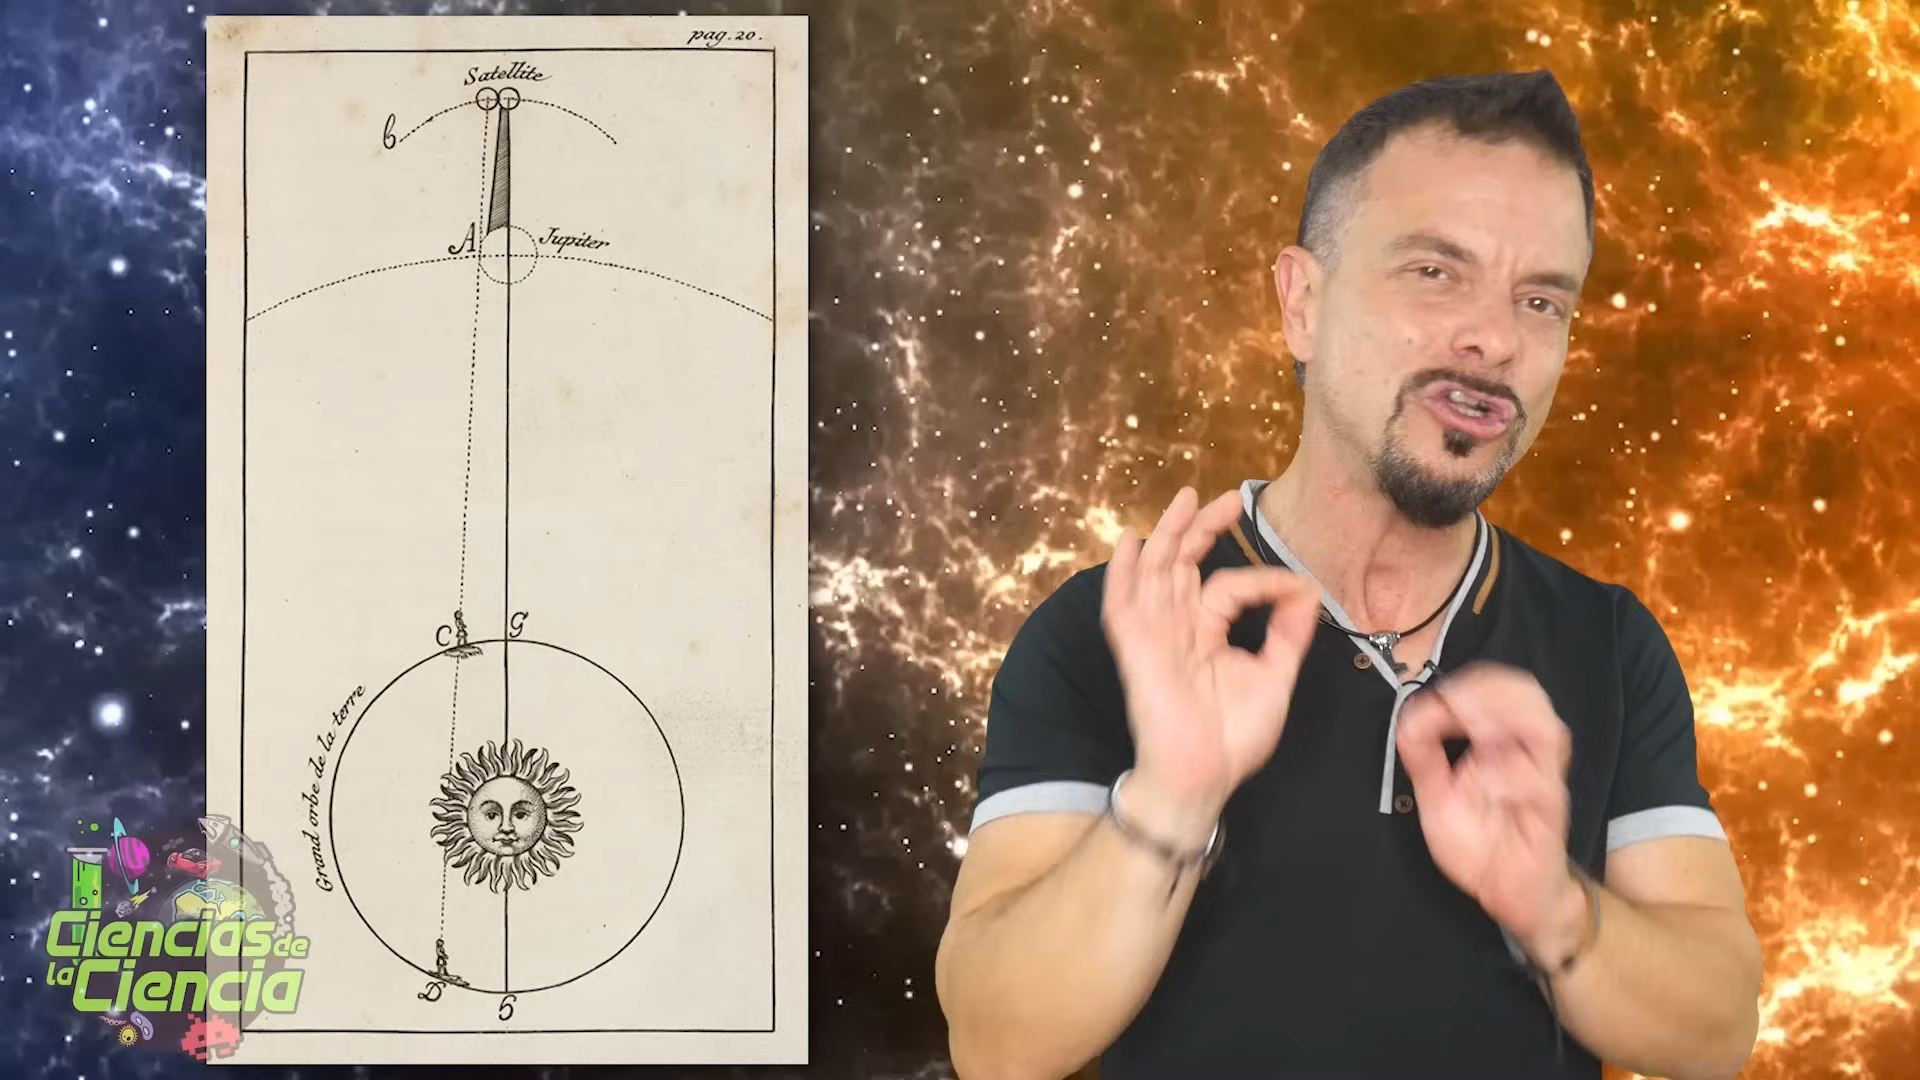 pag. 20.
Satellite
b
A
Jupiter
C
G
Grand orbe de la terre
D
Ciencias de
la Ciencia